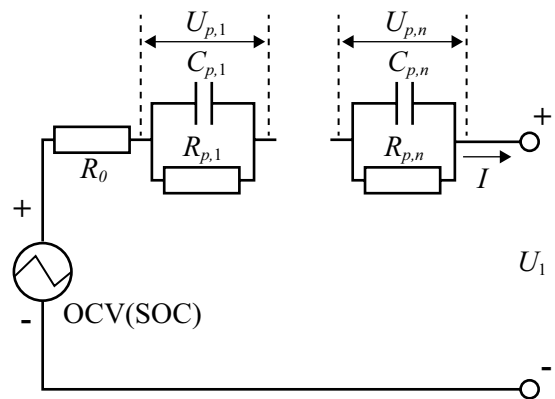 U_{p,1}
U_{p,n}
C_{p,1}
C_{p,n}
+
R_0
R_{p,1}
R_{p,n}
I
+
U_1
OCV(SOC)
-
-